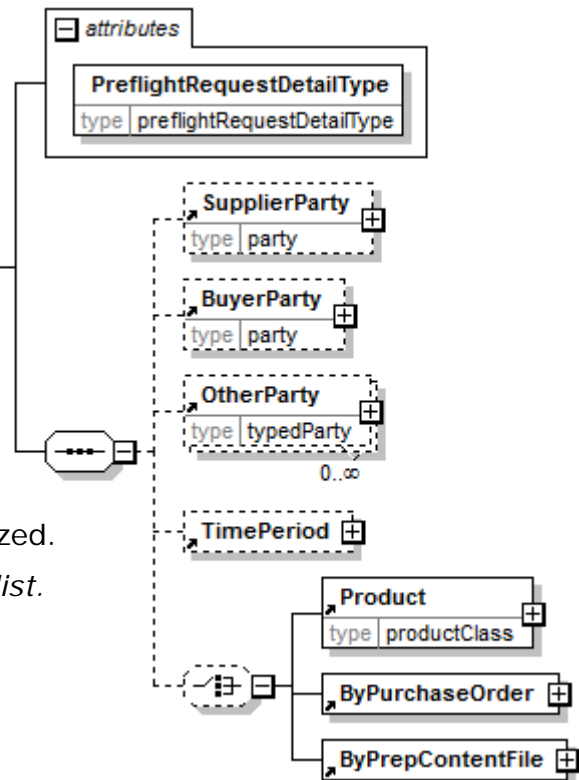 attributes
PreflightRequestDetailType
type preflightRequestDetailType
SupplierParty
type party
BuyerParty
type party
OtherParty
type typedParty
0..∞
zed.
TimePeriod
list.
Product
type productClass
ByPurchaseOrder
ByPrepContentFile